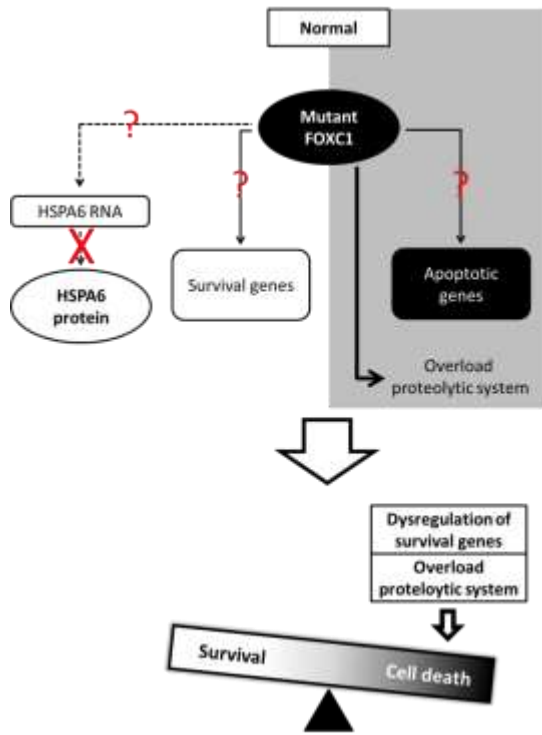 Normal
Mutant
FOXC1
?
?
?
HSPA6 RNA
X
HSPA6
protein
Survival genes
Apoptotic
genes
Overload
proteolytic system
Dysregulation of
survival genes
Overload
proteloytic system
Survival
Cell death